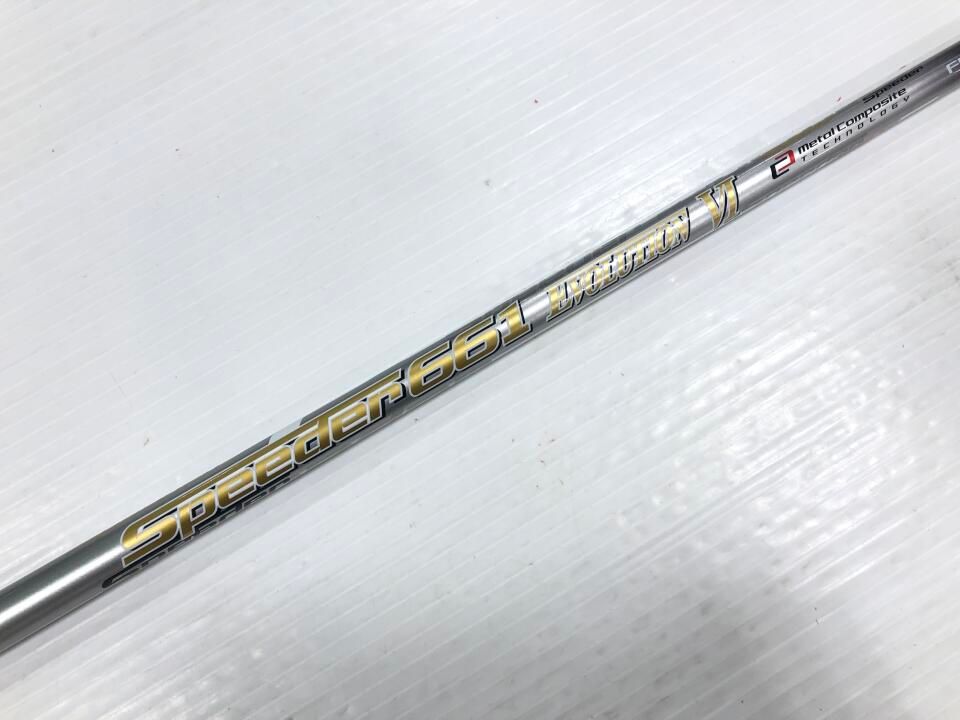 Speeder 661 EVOLUTION VI
Speeder
Metal Composite
TECHNOLOGY